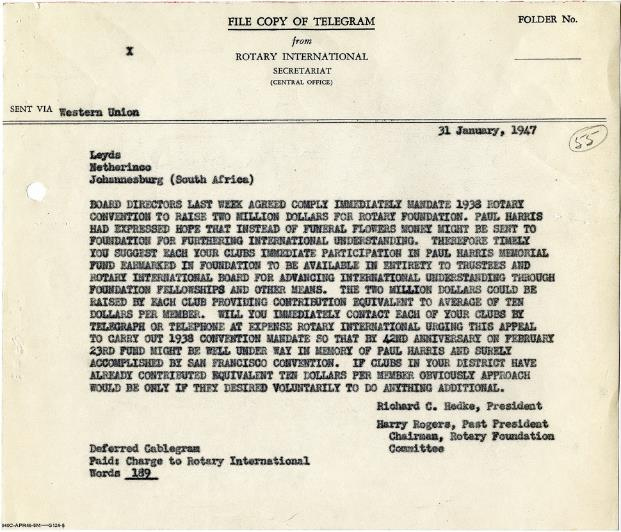 FILE COPY OF TELEGRAM
FOLDER No.
from
X
ROTARY INTERNATIONAL
SECRETARIAT
(CENTRAL OFFICE)
SENT VIA Western Union
31 January, 1947
55
Leyds
Netherinco
Johannesburg (South Africa)
BOARD DIRECTORS LAST WEEK AGREED COMPLY IMMEDIATELY MANDATE 1938 ROTARY
CONVENTION TO RAISE TWO MILLION DOLLARS FOR ROTARY FOUNDATION. PAUL HARRIS
HAD EXPRESSED HOPE THAT INSTEAD OF FUNERAL FLOWERS MONEY MIGHT BE SENT TO
FOUNDATION FOR FURTHERING INTERNATIONAL UNDERSTANDING. THEREFORE TIMELY
YOU SUGGEST EACH YOUR CLUBS IMMEDIATE PARTICIPATION IN PAUL HARRIS MEMORIAL
FUND EARMARKED IN FOUNDATION TO BE AVAILABLE IN ENTIRETY TO TRUSTEES AND
ROTARY INTERNATIONAL BOARD FOR ADVANCING INTERNATIONAL UNDERSTANDING THROUGH
FOUNDATION FELLOWSHIPS AND OTHER MEANS. THE TWO MILLION DOLLARS COULD BE
RAISED BY EACH CLUB PROVIDING CONTRIBUTION EQUIVALENT TO AVERAGE OF TEN
DOLLARS PER MEMBER. WILL YOU IMMEDIATELY CONTACT EACH OF YOUR CLUBS BY
TELEGRAPH OR TELEPHONE AT EXPENSE ROTARY INTERNATIONAL URGING THIS APPEAL
TO CARRY OUT 1938 CONVENTION MANDATE SO THAT BY 42ND ANNIVERSARY ON FEBRUARY
23RD FUND MIGHT BE WELL UNDER WAY IN MEMORY OF PAUL HARRIS AND SURELY
ACCOMPLISHED BY SAN FRANCISCO CONVENTION. IF CLUBS IN YOUR DISTRICT HAVE
ALREADY CONTRIBUTED EQUIVALENT TEN DOLLARS PER MEMBER OBVIOUSLY APPROACH
WOULD BE ONLY IF THEY DESIRED VOLUNTARILY TO DO ANYTHING ADDITIONAL.
Richard C. Hedke, President
Harry Rogers, Past President
Chairman, Rotary Foundation
Committee
Deferred Cablegram
Paid: Charge to Rotary International
Words 189